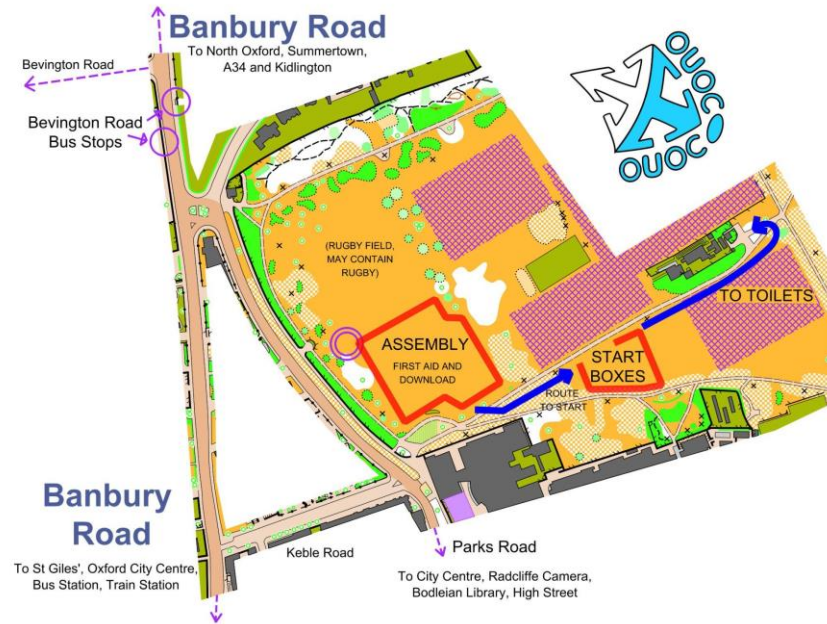 Banbury Road
To North Oxford, Summertown,
A34 and Kidlington
Bevington Road
Bevington Road
Bus Stops
OUOC
OUOC
(RUGBY FIELD,
MAY CONTAIN
RUGBY)
TO TOILETS
ASSEMBLY
FIRST AID AND
DOWNLOAD
START
BOXES
ROUTE
TO START
Banbury
Road
Keble Road
Parks Road
To St Giles', Oxford City Centre,
Bus Station, Train Station
To City Centre, Radcliffe Camera,
Bodleian Library, High Street